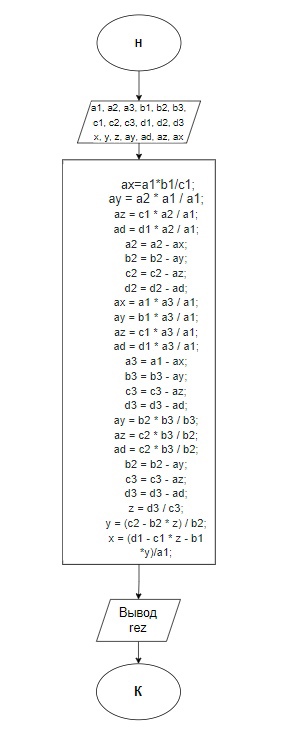 н
a1, a2, a3, b1, b2, b3,
c1, c2, c3, d1, d2, d3
x, y, z, ay, ad, az, ax
ax=a1*b1/c1;
ay = a2 * a1 / a1;
az = c1 * a2 / a1;
ad = d1 * a2 / a1;
a2 = a2 - ax;
b2 = b2 - ay;
c2 = c2 - az;
d2 = d2 - ad;
ax = a1 * a3 / a1;
ay = b1 * a3 / a1;
az = c1 * a3 / a1;
ad = d1 * a3 / a1;
a3 = a1 - ax;
b3 = b3 - ay;
c3 = c3 - az;
d3 = d3 - ad;
ay = b2 * b3 / b3;
az = c2 * b3 / b2;
ad = c2 * b3 / b2;
b2 = b2 - ay;
c3 = c3 - az;
d3 = d3 - ad;
z = d3 / c3;
y = (c2 - b2 * z) / b2;
x = (d1 - c1 * z - b1
*y)/a1;
Вывод
rez
К